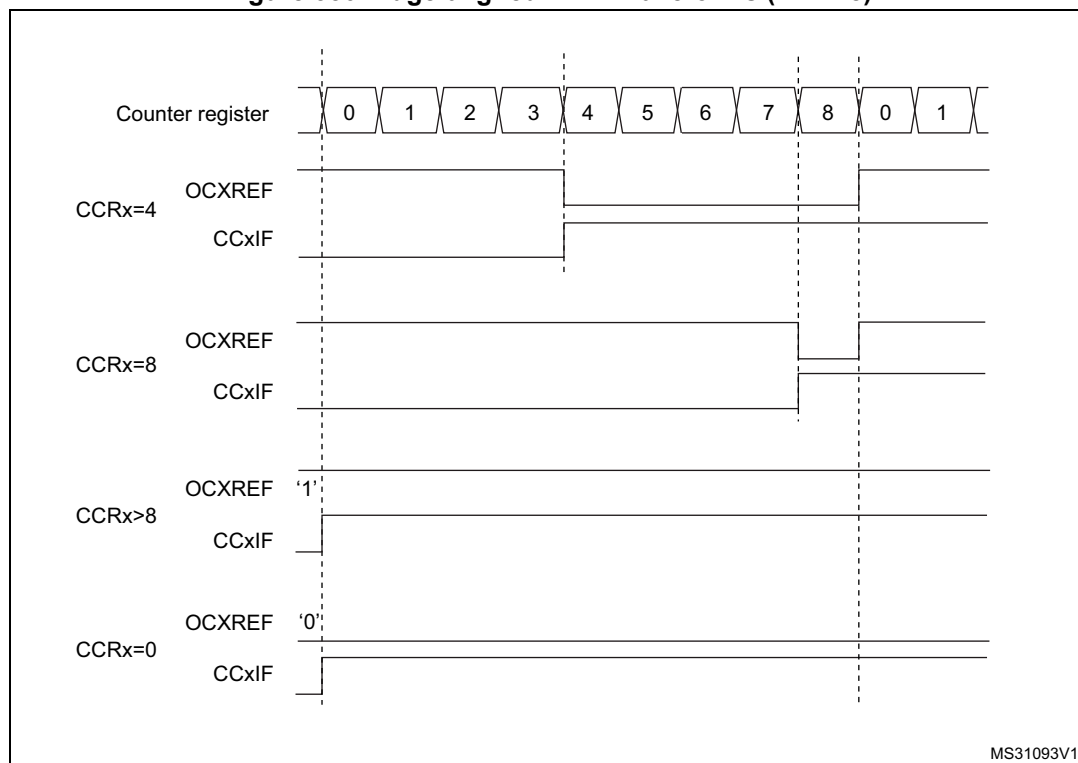 Counter register 0 1 2 3 4 5 6 7 8 0 1
OCXREF
CCRx=4
CCxIF
OCXREF
CCRx=8
CCxIF
OCXREF ‘1’
CCRx>8
CCxIF
OCXREF ‘0’
CCRx=0
CCxIF
MS31093V1